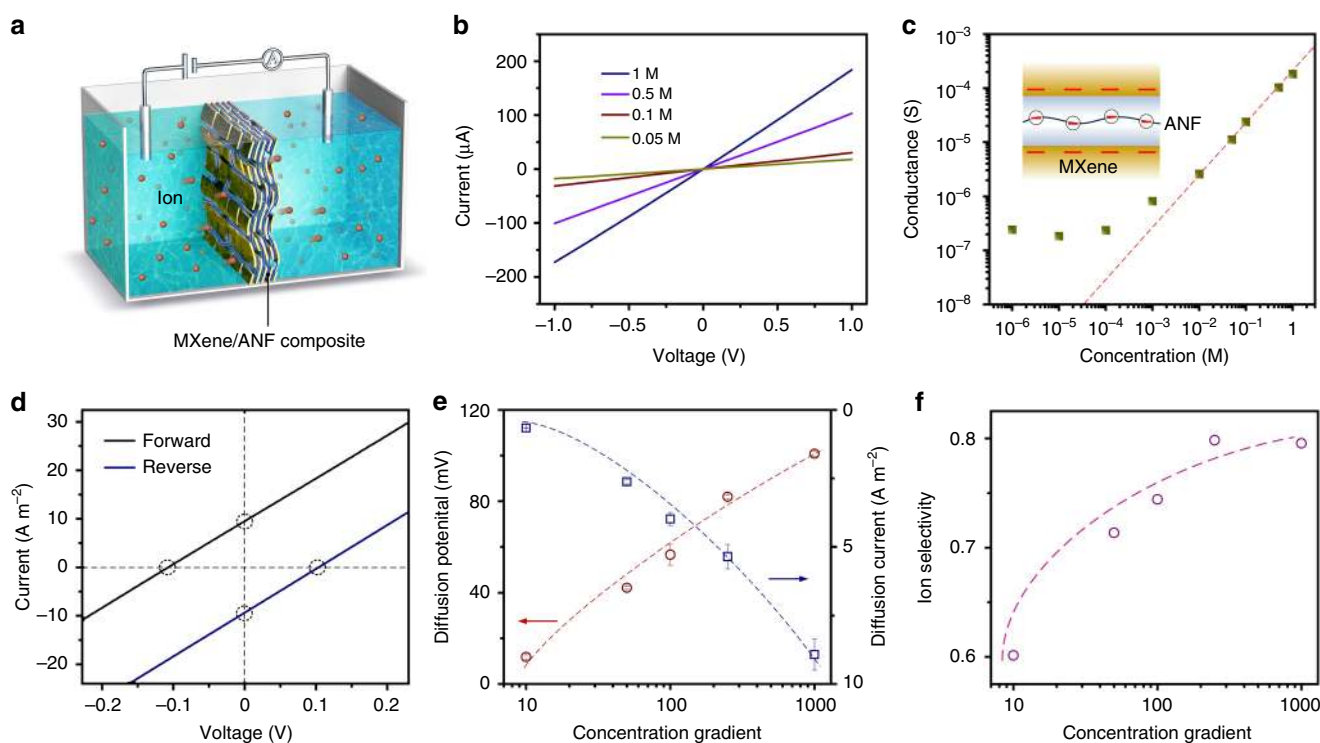 a
Ion
MXene/ANF composite
b
Current (µA)
200
100
0
−100
−200
1 M
0.5 M
0.1 M
0.05 M
−1.0
−0.5
0
0.5
1.0
Voltage (V)
c
Conductance (S)
10⁻³
10⁻⁴
10⁻⁵
10⁻⁶
10⁻⁷
10⁻⁸
ANF
MXene
10⁻⁶
10⁻⁵
10⁻⁴
10⁻³
10⁻²
10⁻¹
1
Concentration (M)
d
Current (A m⁻²)
30
20
10
0
−10
−20
Forward
Reverse
−0.2
−0.1
0
0.1
0.2
Voltage (V)
e
Diffusion potenital (mV)
120
80
40
0
10
100
1000
Concentration gradient
0
5
10
Diffusion current (A m⁻²)
f
Ion selectivity
0.8
0.7
0.6
10
100
1000
Concentration gradient